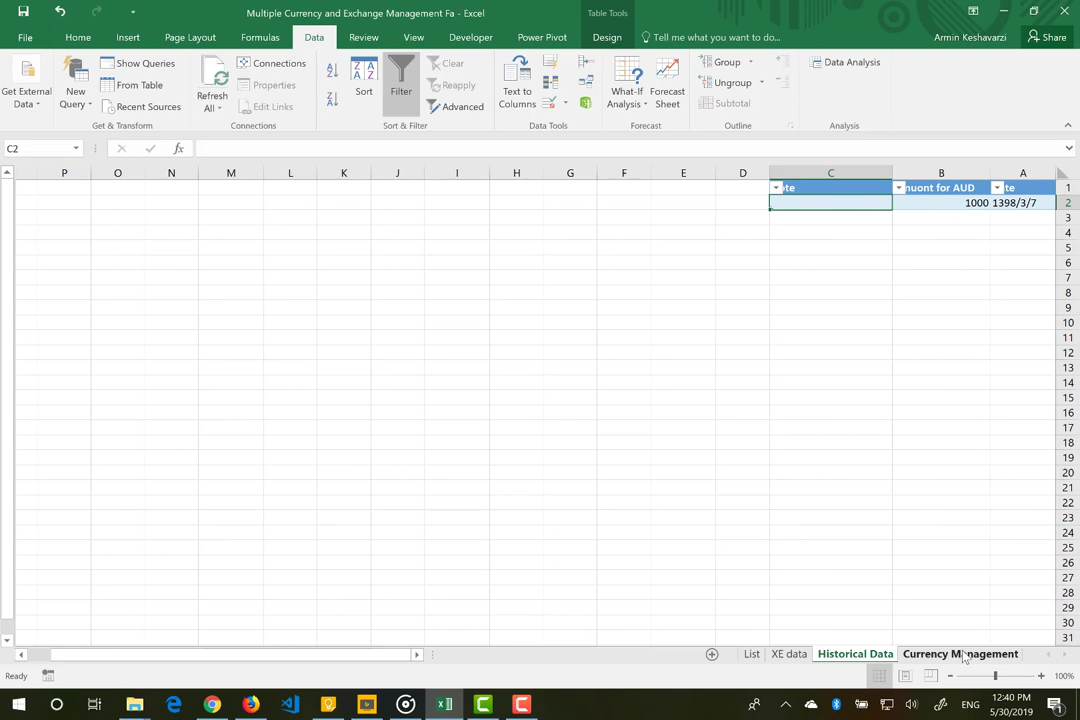 Multiple Currency and Exchange Management Fa - Excel
Table Tools
Armin Keshavarzi
Share
File Home Insert Page Layout Formulas Data Review View Developer Power Pivot Design Tell me what you want to do...
Get External Data
New Query
Show Queries
From Table
Recent Sources
Get & Transform
Refresh All
Connections
Properties
Edit Links
Connections
Sort
Filter
Clear
Reapply
Advanced
Sort & Filter
Text to Columns
Data Tools
What-If Analysis
Forecast Sheet
Forecast
Group
Ungroup
Subtotal
Outline
Data Analysis
Analysis
C2
fx
P O N M L K J I H G F E D C B A
ote nuont for AUD te 1
1000 1398/3/7 2
3
4
5
6
7
8
9
10
11
12
13
14
15
16
17
18
19
20
21
22
23
24
25
26
27
28
29
30
31
List XE data Historical Data Currency Management
Ready
100%
ENG
12:40 PM
5/30/2019
1